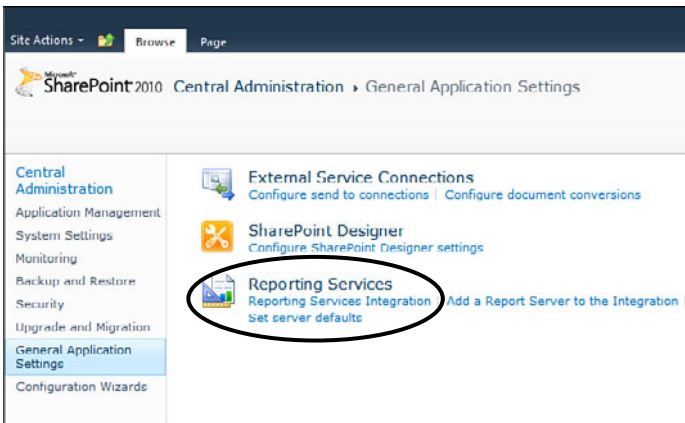 Site Actions
Browse
Page
Microsoft
SharePoint 2010 Central Administration › General Application Settings
Central
Administration
Application Management
System Settings
Monitoring
Backup and Restore
Security
Upgrade and Migration
General Application
Settings
Configuration Wizards
External Service Connections
Configure send to connections | Configure document conversions
SharePoint Designer
Configure SharePoint Designer settings
Reporting Services
Reporting Services Integration | Add a Report Server to the Integration |
Set server defaults